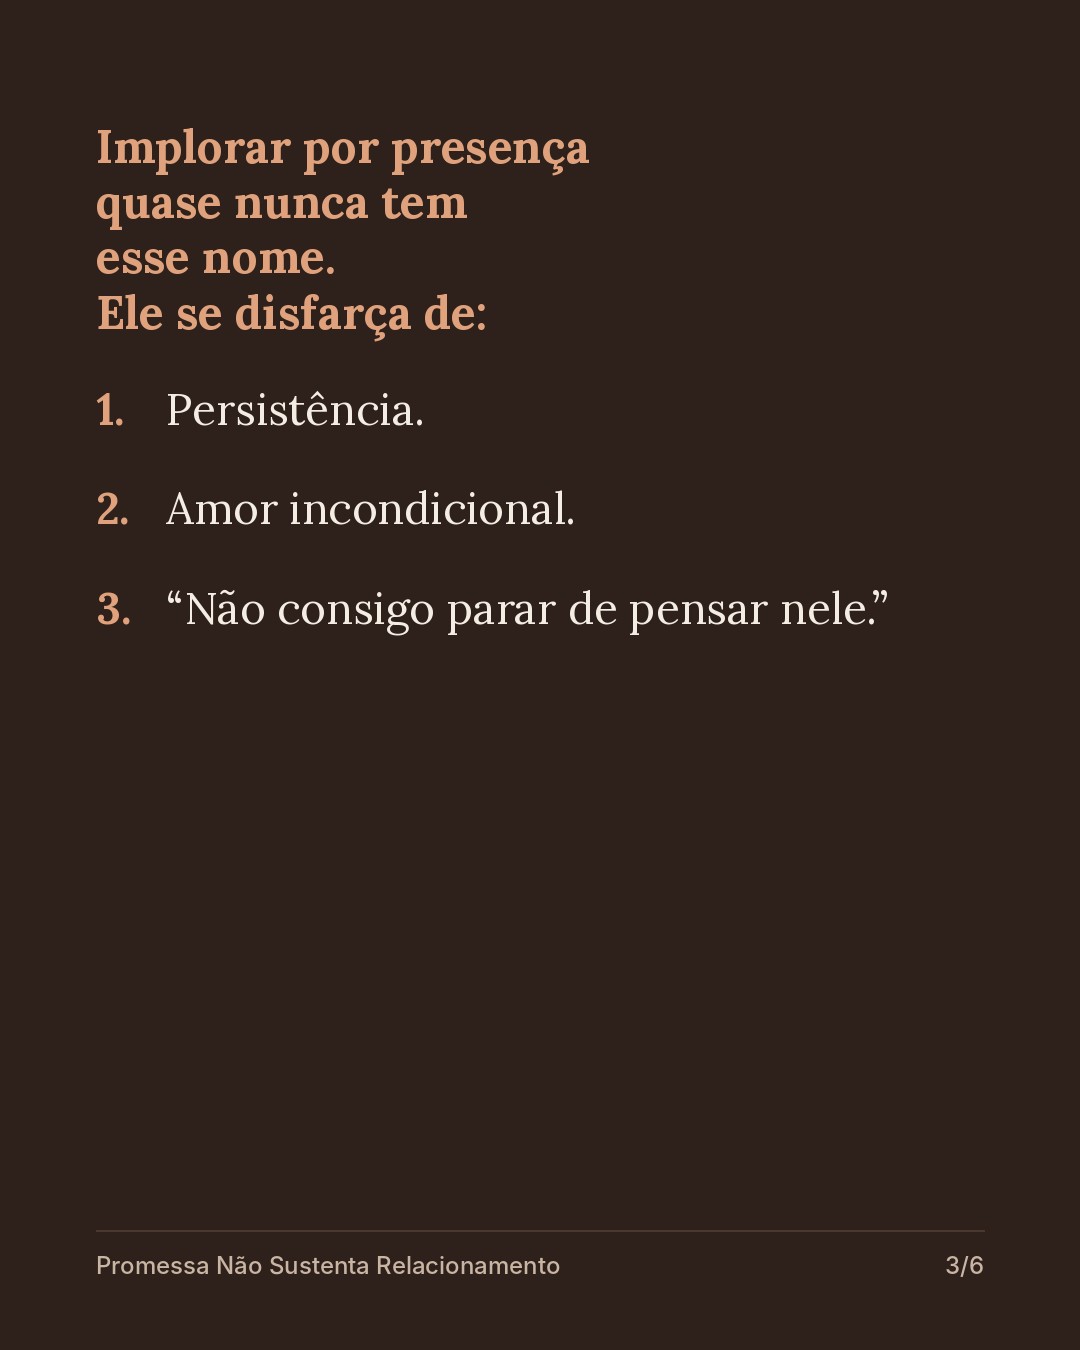 Implorar por presença
quase nunca tem
esse nome.
Ele se disfarça de:
1. Persistência.
2. Amor incondicional.
3. “Não consigo parar de pensar nele.”
Promessa Não Sustenta Relacionamento 3/6